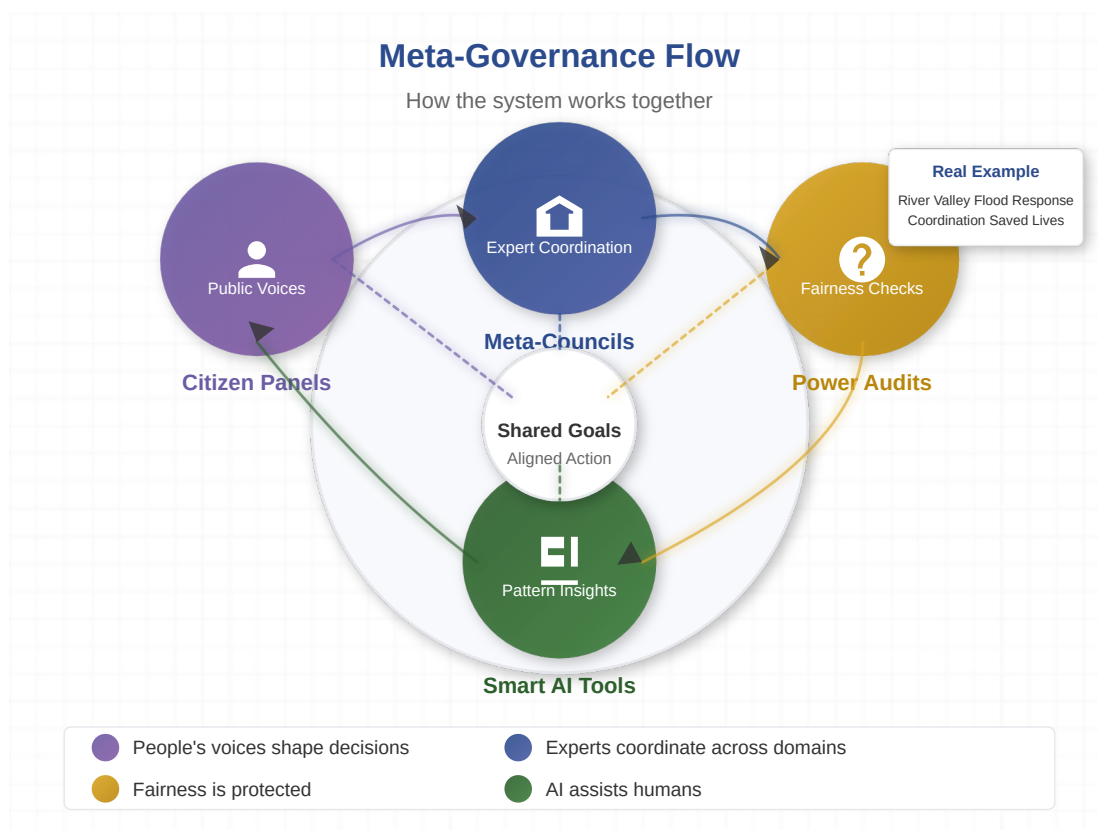 Meta-Governance Flow
How the system works together
Real Example
River Valley Flood Response
Coordination Saved Lives
Expert Coordination
Public Voices
Fairness Checks
Meta-Councils
Citizen Panels
Power Audits
Shared Goals
Aligned Action
Pattern Insights
Smart AI Tools
People's voices shape decisions
Experts coordinate across domains
Fairness is protected
AI assists humans